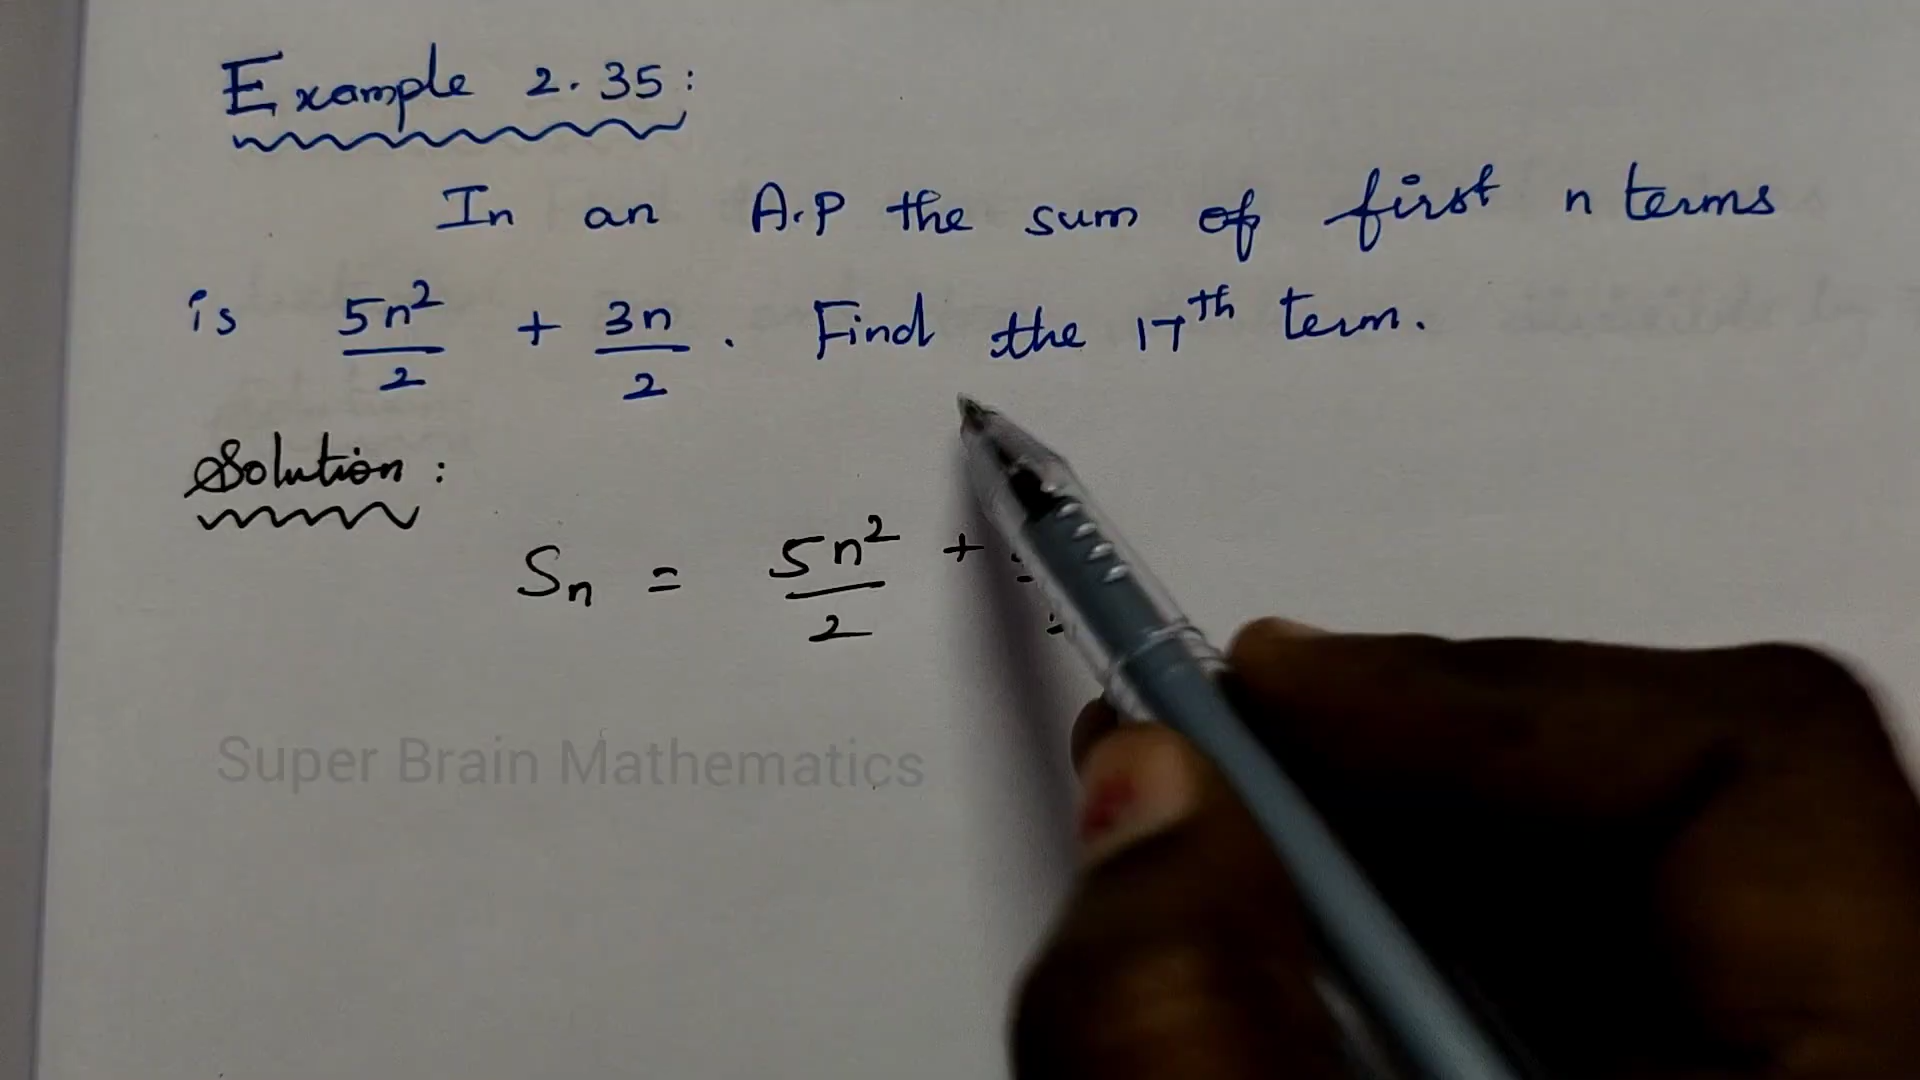 Example 2.35:
In an A.P the sum of first n terms
is 5n²/2 + 3n/2. Find the 17th term.
Solution:
Sn = 5n²/2 +
Super Brain Mathematics